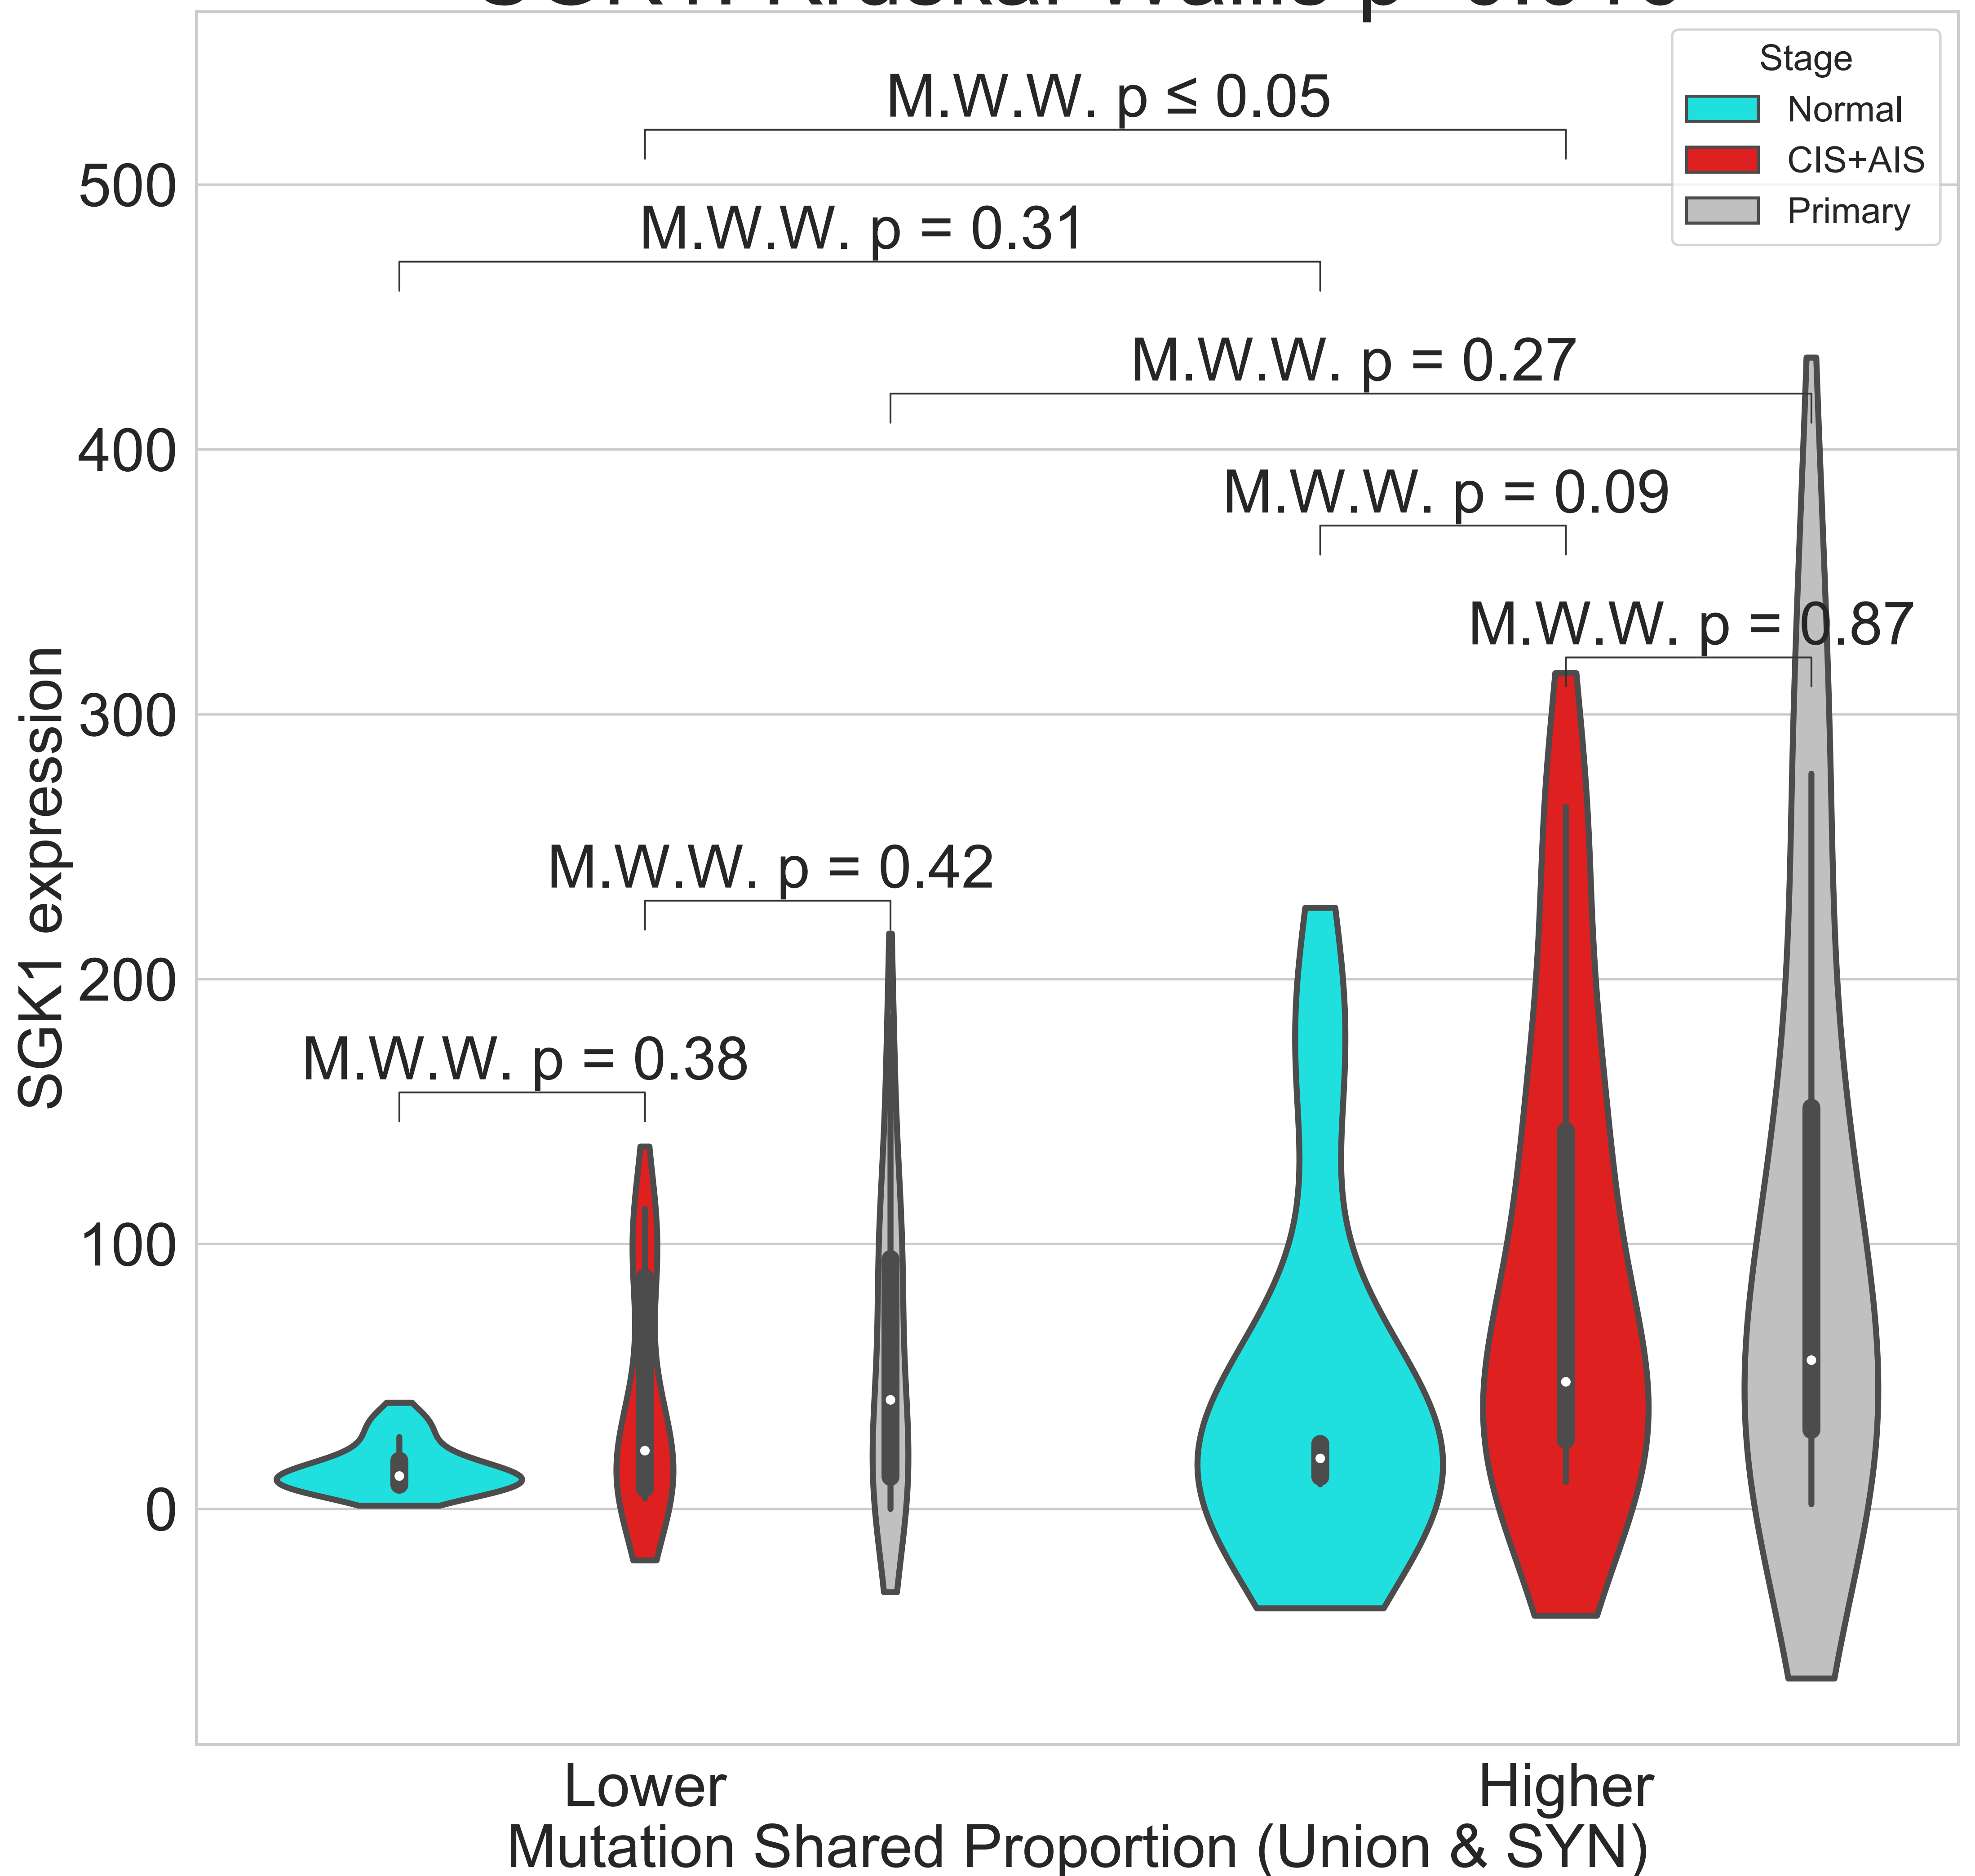 Stage
Normal
CIS+AIS
Primary
M.W.W. p ≤ 0.05
M.W.W. p = 0.31
M.W.W. p = 0.27
M.W.W. p = 0.09
M.W.W. p = 0.87
M.W.W. p = 0.42
M.W.W. p = 0.38
SGK1 expression
500
400
300
200
100
0
Lower
Higher
Mutation Shared Proportion (Union & SYN)